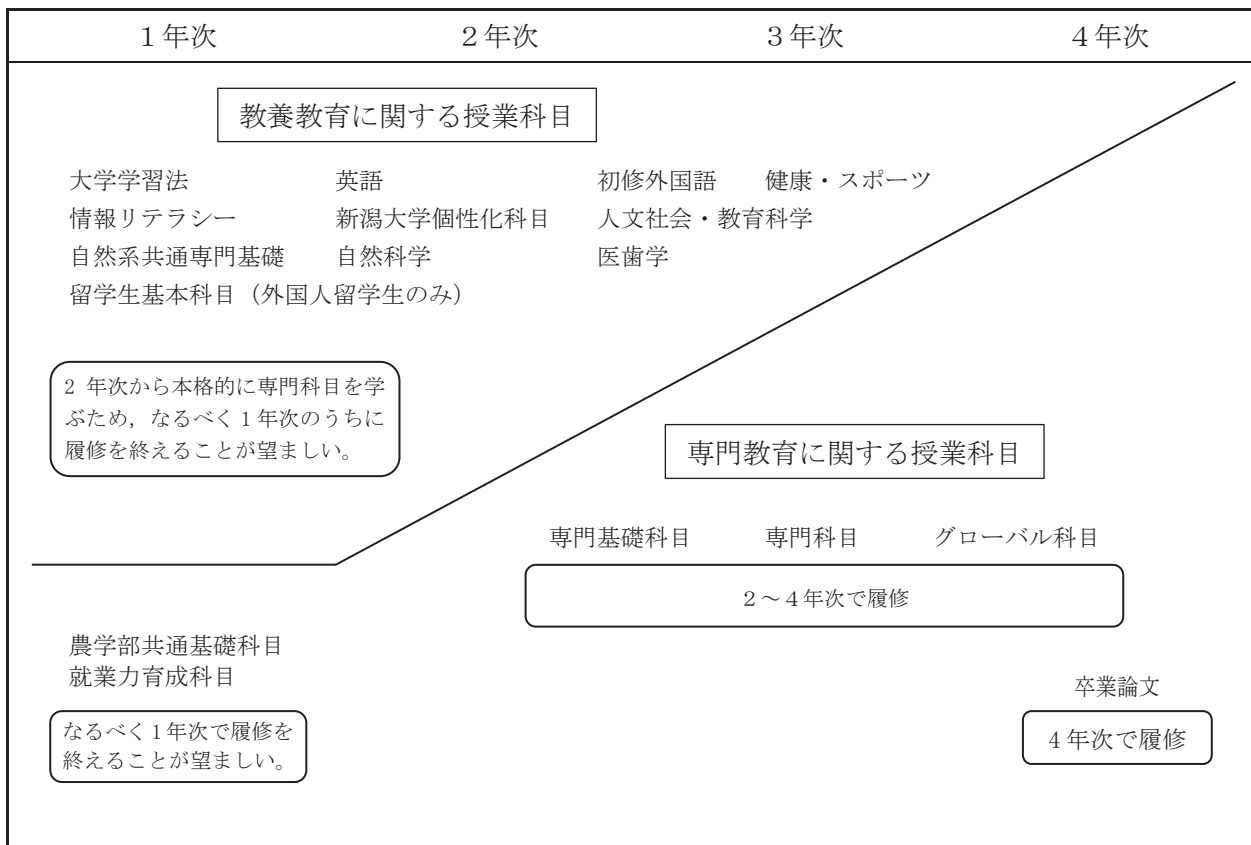 １年次　２年次　３年次　４年次
教養教育に関する授業科目
大学学習法　英語　初修外国語　健康・スポーツ
情報リテラシー　新潟大学個性化科目　人文社会・教育科学
自然系共通専門基礎　自然科学　医歯学
留学生基本科目（外国人留学生のみ）
2 年次から本格的に専門科目を学
ぶため，なるべく１年次のうちに
履修を終えることが望ましい。
専門教育に関する授業科目
専門基礎科目　専門科目　グローバル科目
２～４年次で履修
農学部共通基礎科目
就業力育成科目
なるべく１年次で履修を
終えることが望ましい。
卒業論文
４年次で履修